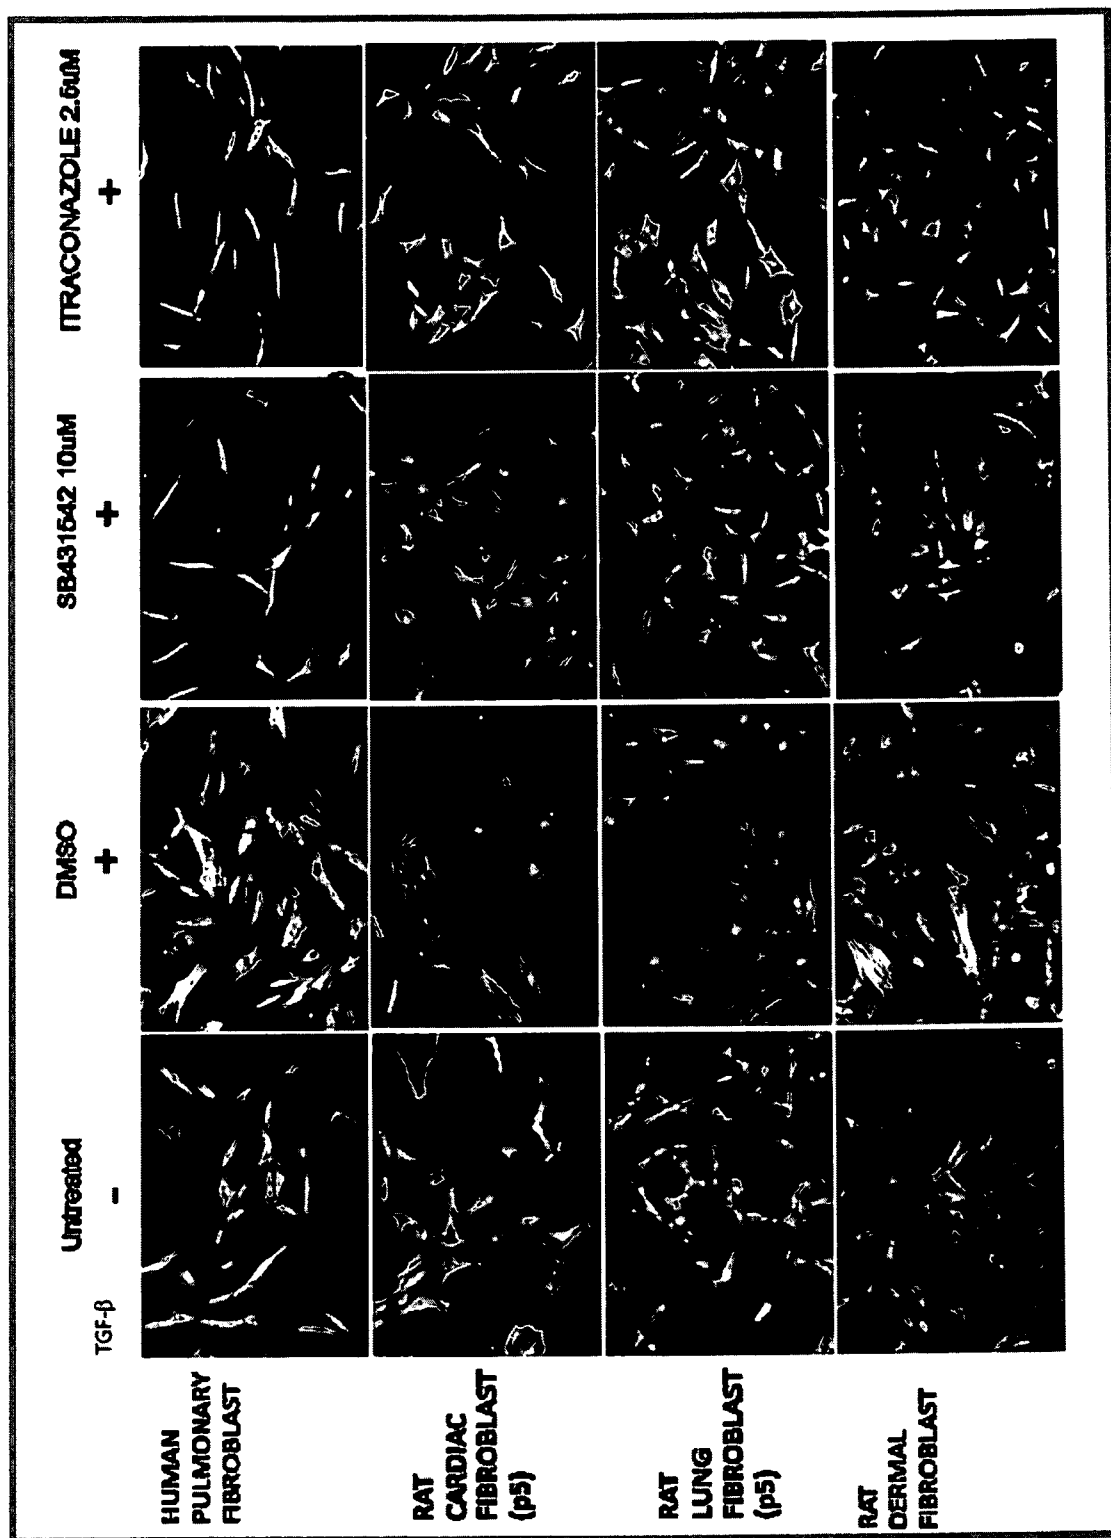 Untreated
DMSO
SB431542 10uM
ITRACONAZOLE 2.5uM
TGF-β
-
+
+
+
HUMAN
PULMONARY
FIBROBLAST
RAT
CARDIAC
FIBROBLAST
(p5)
RAT
LUNG
FIBROBLAST
(p5)
RAT
DERMAL
FIBROBLAST